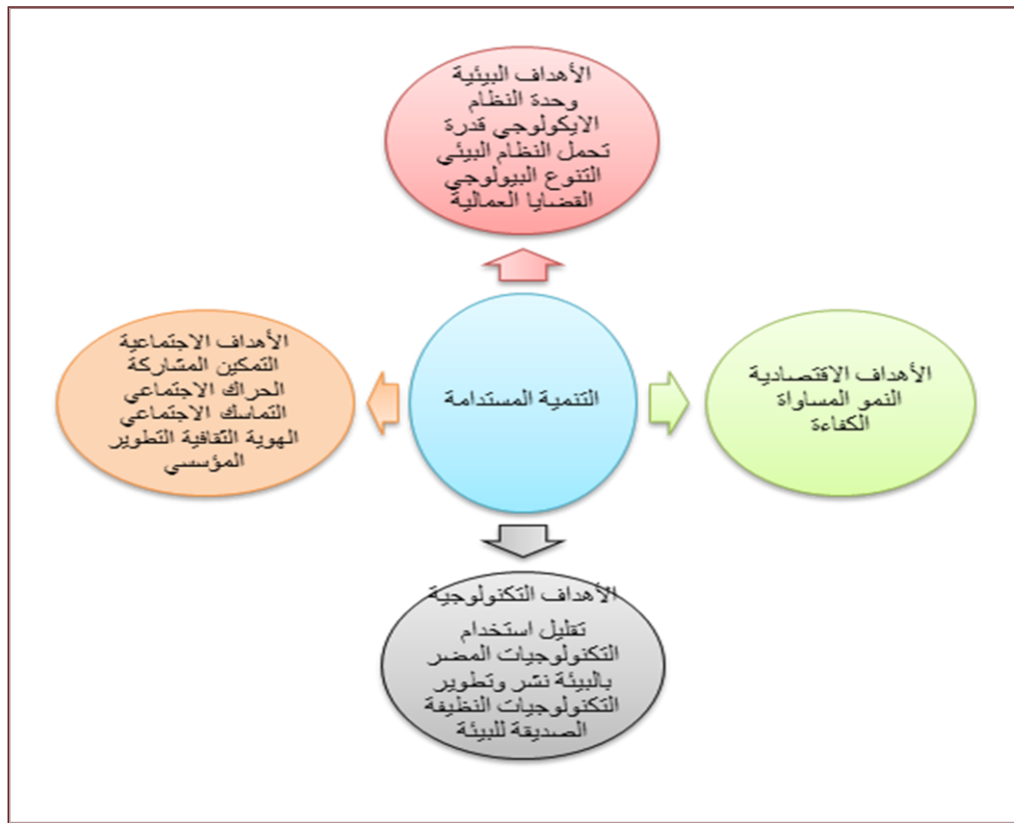 الأهداف البيئية
وحدة النظام
الايكولوجي قدرة
تحمل النظام البيئي
التنوع البيولوجي
القضايا العمالية
الأهداف الاقتصادية
النمو المساواة
الكفاءة
التنمية المستدامة
الأهداف الاجتماعية
التمكين المشاركة
الحراك الاجتماعي
التماسك الاجتماعي
الهوية الثقافية التطوير
المؤسسي
الأهداف التكنولوجية
تقليل استخدام
التكنولوجيات المضر
بالبيئة نشر وتطوير
التكنولوجيات النظيفة
الصديقة للبيئة